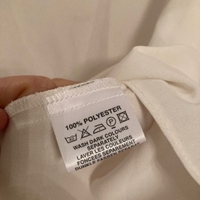 100% POLYESTER
WASH DARK COLOURS
SEPARATELY
LAVER LES COULEURS
FONCEES SEPAREMENT